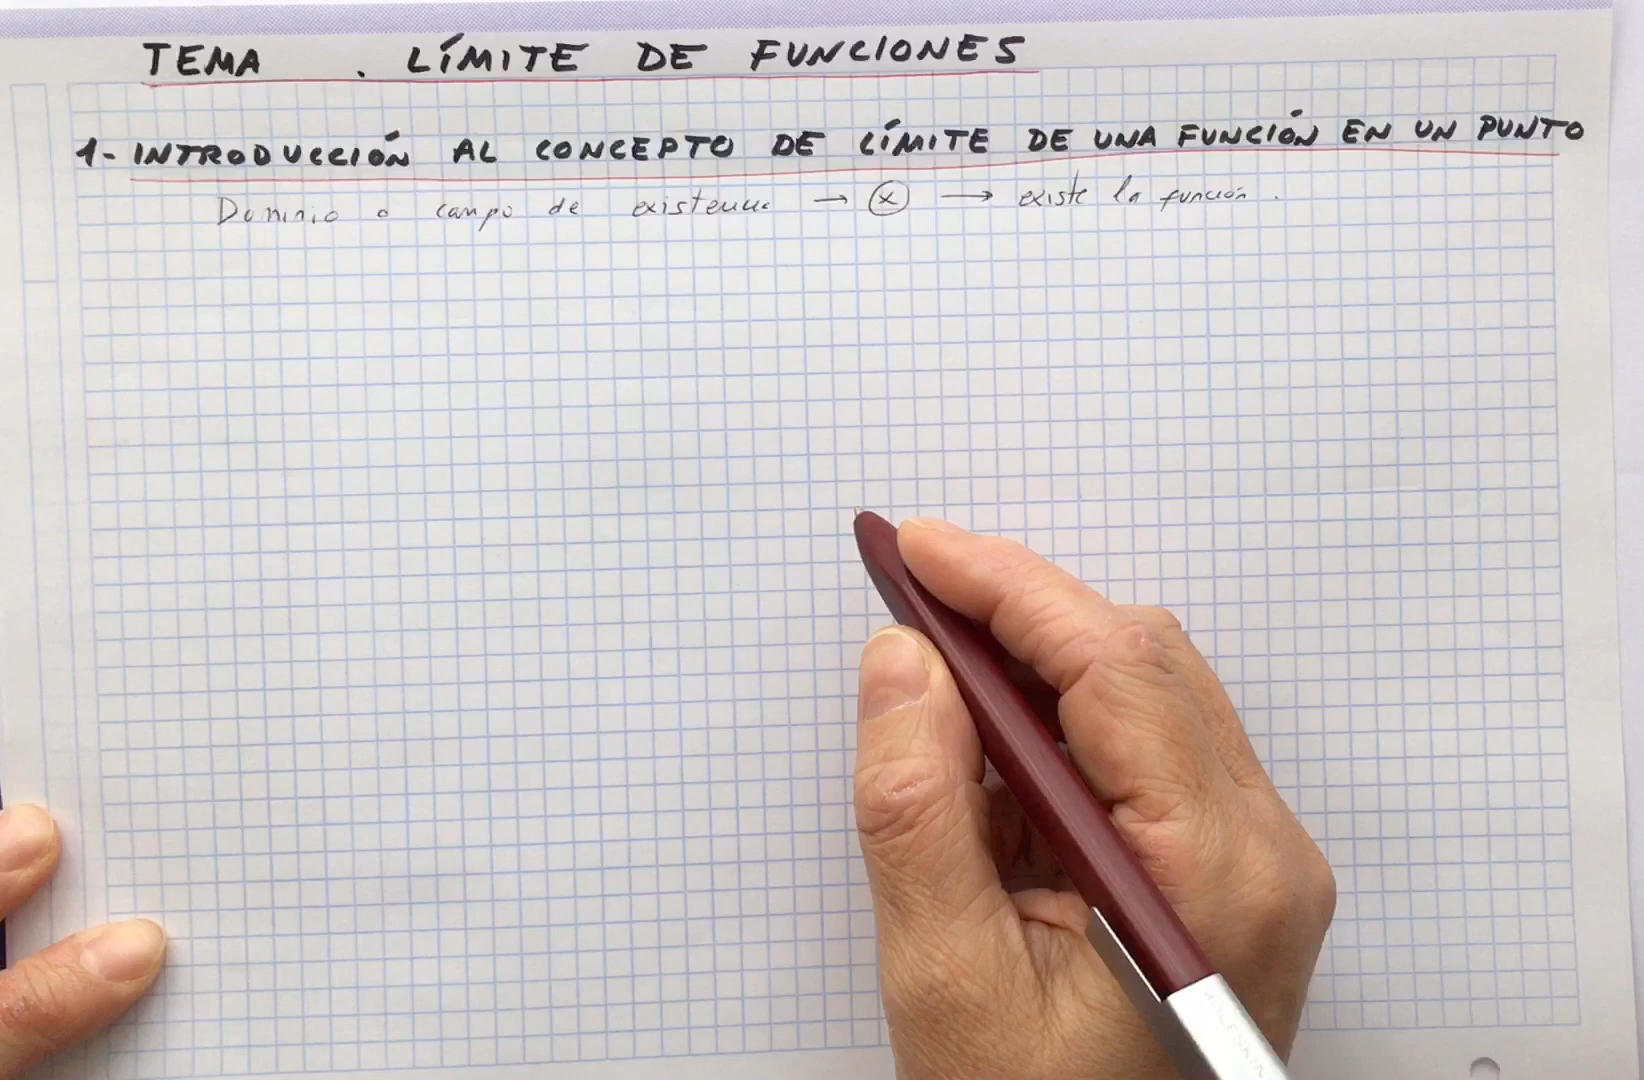 TEMA . LÍMITE DE FUNCIONES
1- INTRODUCCIÓN AL CONCEPTO DE LÍMITE DE UNA FUNCIÓN EN UN PUNTO
Dominio o campo de existencia → x → existe la función.
MOLESKIN